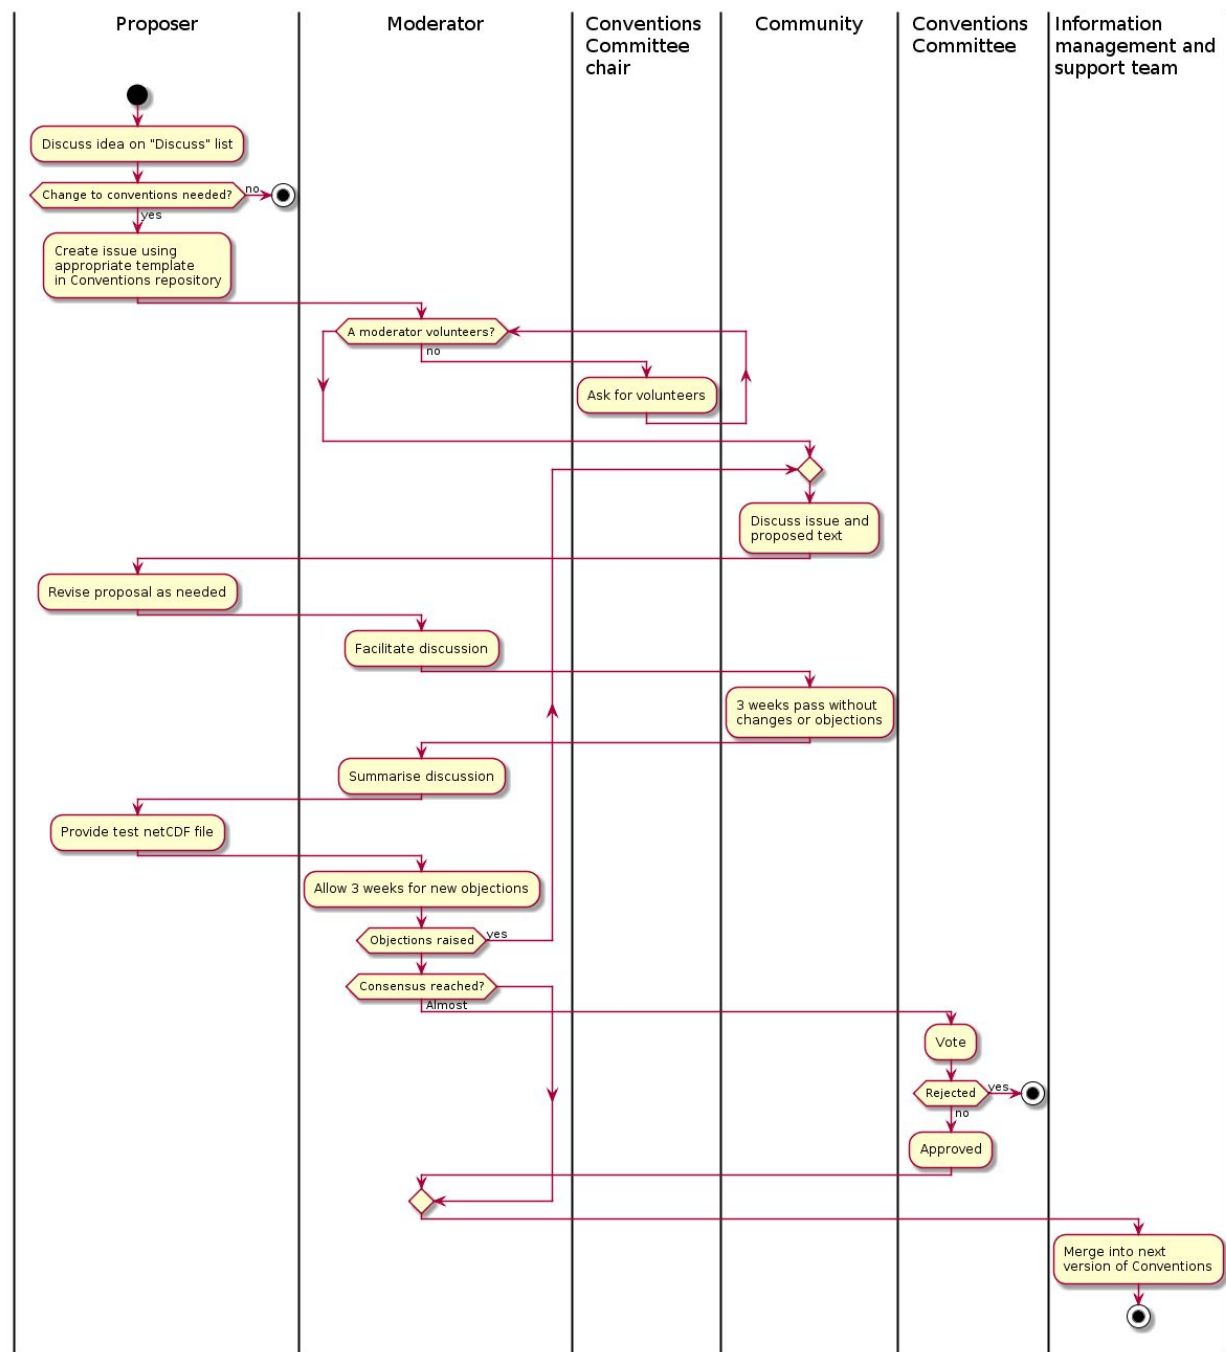 Proposer
Moderator
Conventions
Committee
chair
Community
Conventions
Committee
Information
management and
support team
Discuss idea on "Discuss" list
Change to conventions needed?
no
yes
Create issue using
appropriate template
in Conventions repository
A moderator volunteers?
no
Ask for volunteers
Discuss issue and
proposed text
Revise proposal as needed
Facilitate discussion
3 weeks pass without
changes or objections
Summarise discussion
Provide test netCDF file
Allow 3 weeks for new objections
Objections raised
yes
Consensus reached?
Almost
Vote
Rejected
yes
no
Approved
Merge into next
version of Conventions